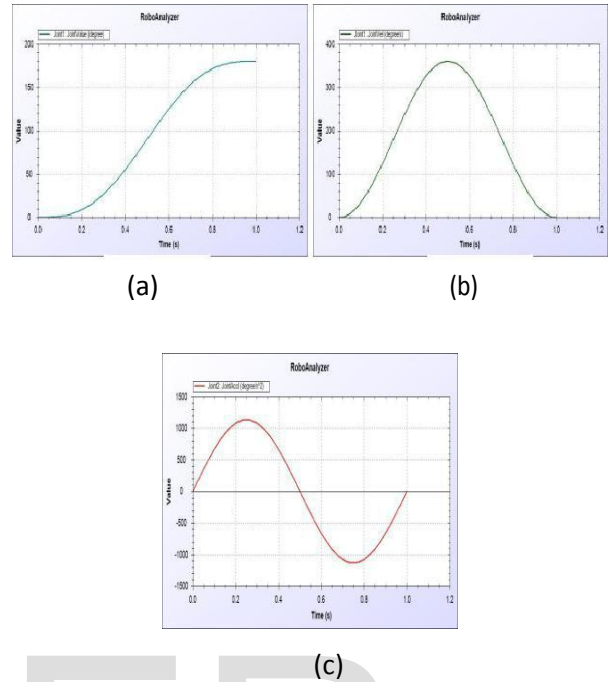 RoboAnalyzer
Joint1. JointValue (degree)
200
150
100
50
0
Value
0.0 0.2 0.4 0.6 0.8 1.0 1.2
Time (s)
(a)
RoboAnalyzer
400
300
200
100
0
Value
0.0 0.2 0.4 0.6 0.8 1.0 1.2
Time (s)
(b)
RoboAnalyzer
1500
1000
500
0
-500
-1000
-1500
Value
0.0 0.2 0.4 0.6 0.8 1.0 1.2
Time (s)
(c)